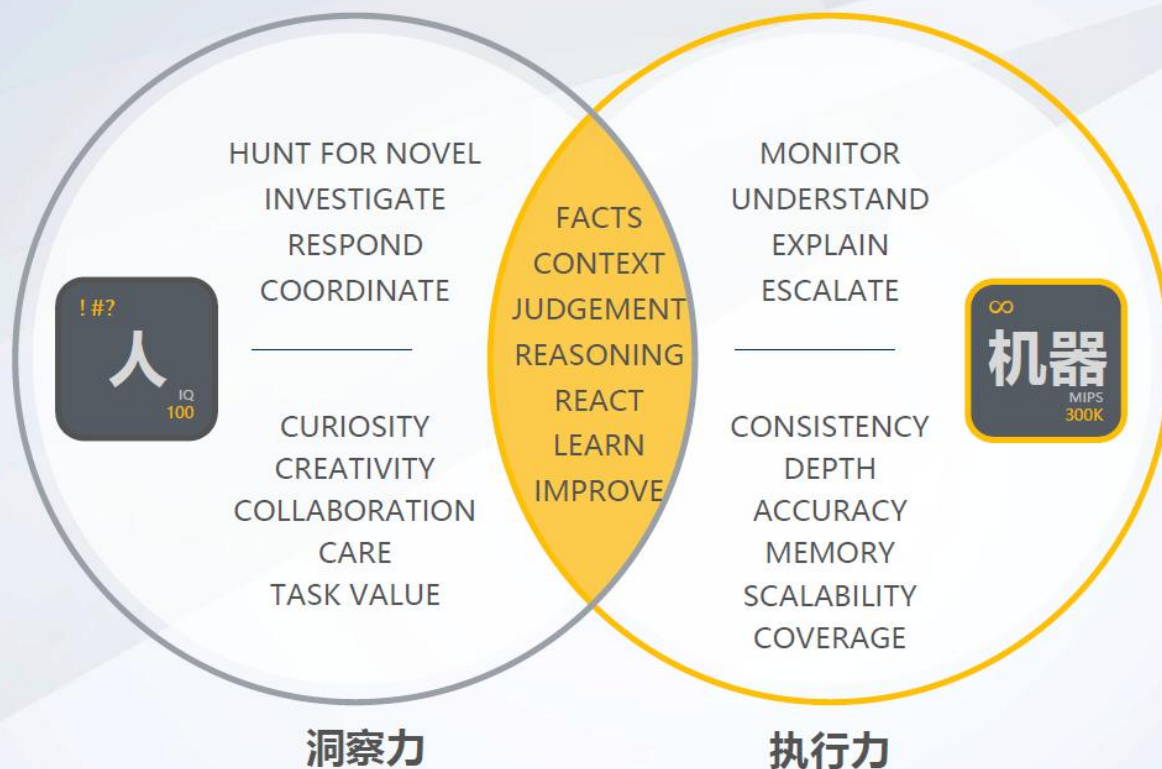 ! #?
人
IQ
100
HUNT FOR NOVEL
INVESTIGATE
RESPOND
COORDINATE
CURIOSITY
CREATIVITY
COLLABORATION
CARE
TASK VALUE
FACTS
CONTEXT
JUDGEMENT
REASONING
REACT
LEARN
IMPROVE
MONITOR
UNDERSTAND
EXPLAIN
ESCALATE
CONSISTENCY
DEPTH
ACCURACY
MEMORY
SCALABILITY
COVERAGE
∞
机器
MIPS
300K
洞察力
执行力